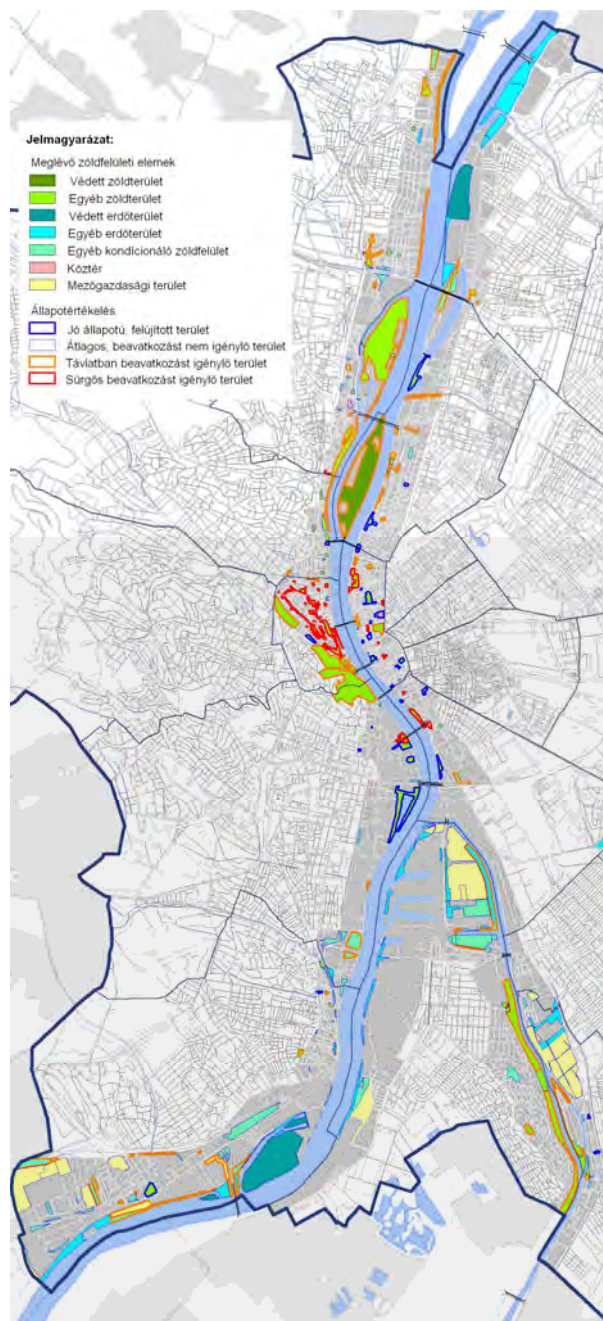 Jelmagyarázat:
Meglévő zöldfelületi elemek
Védett zöldterület
Egyéb zöldterület
Védett erdőterület
Egyéb erdőterület
Egyéb kondícionáló zöldfelület
Köztér
Mezőgazdasági terület
Állapotértékelés
Jó állapotú, felújított terület
Átlagos, beavatkozást nem igénylő terület
Távlatban beavatkozást igénylő terület
Sürgős beavatkozást igénylő terület